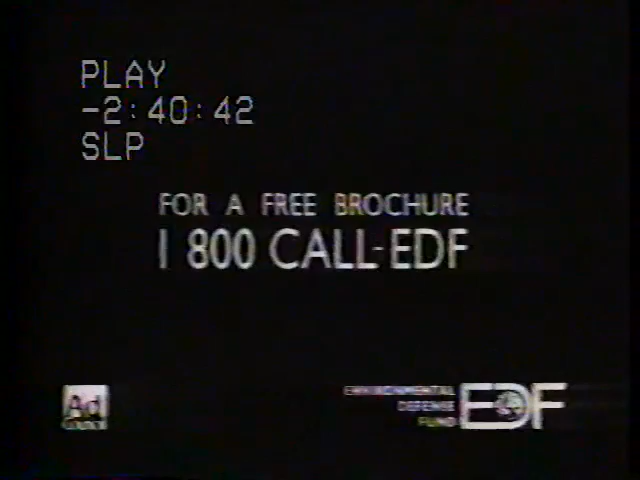 PLAY
-2:40:42
SLP
FOR A FREE BROCHURE
1 800 CALL-EDF
Ad
ENVIRONMENTAL
DEFENSE
FUND
EDF